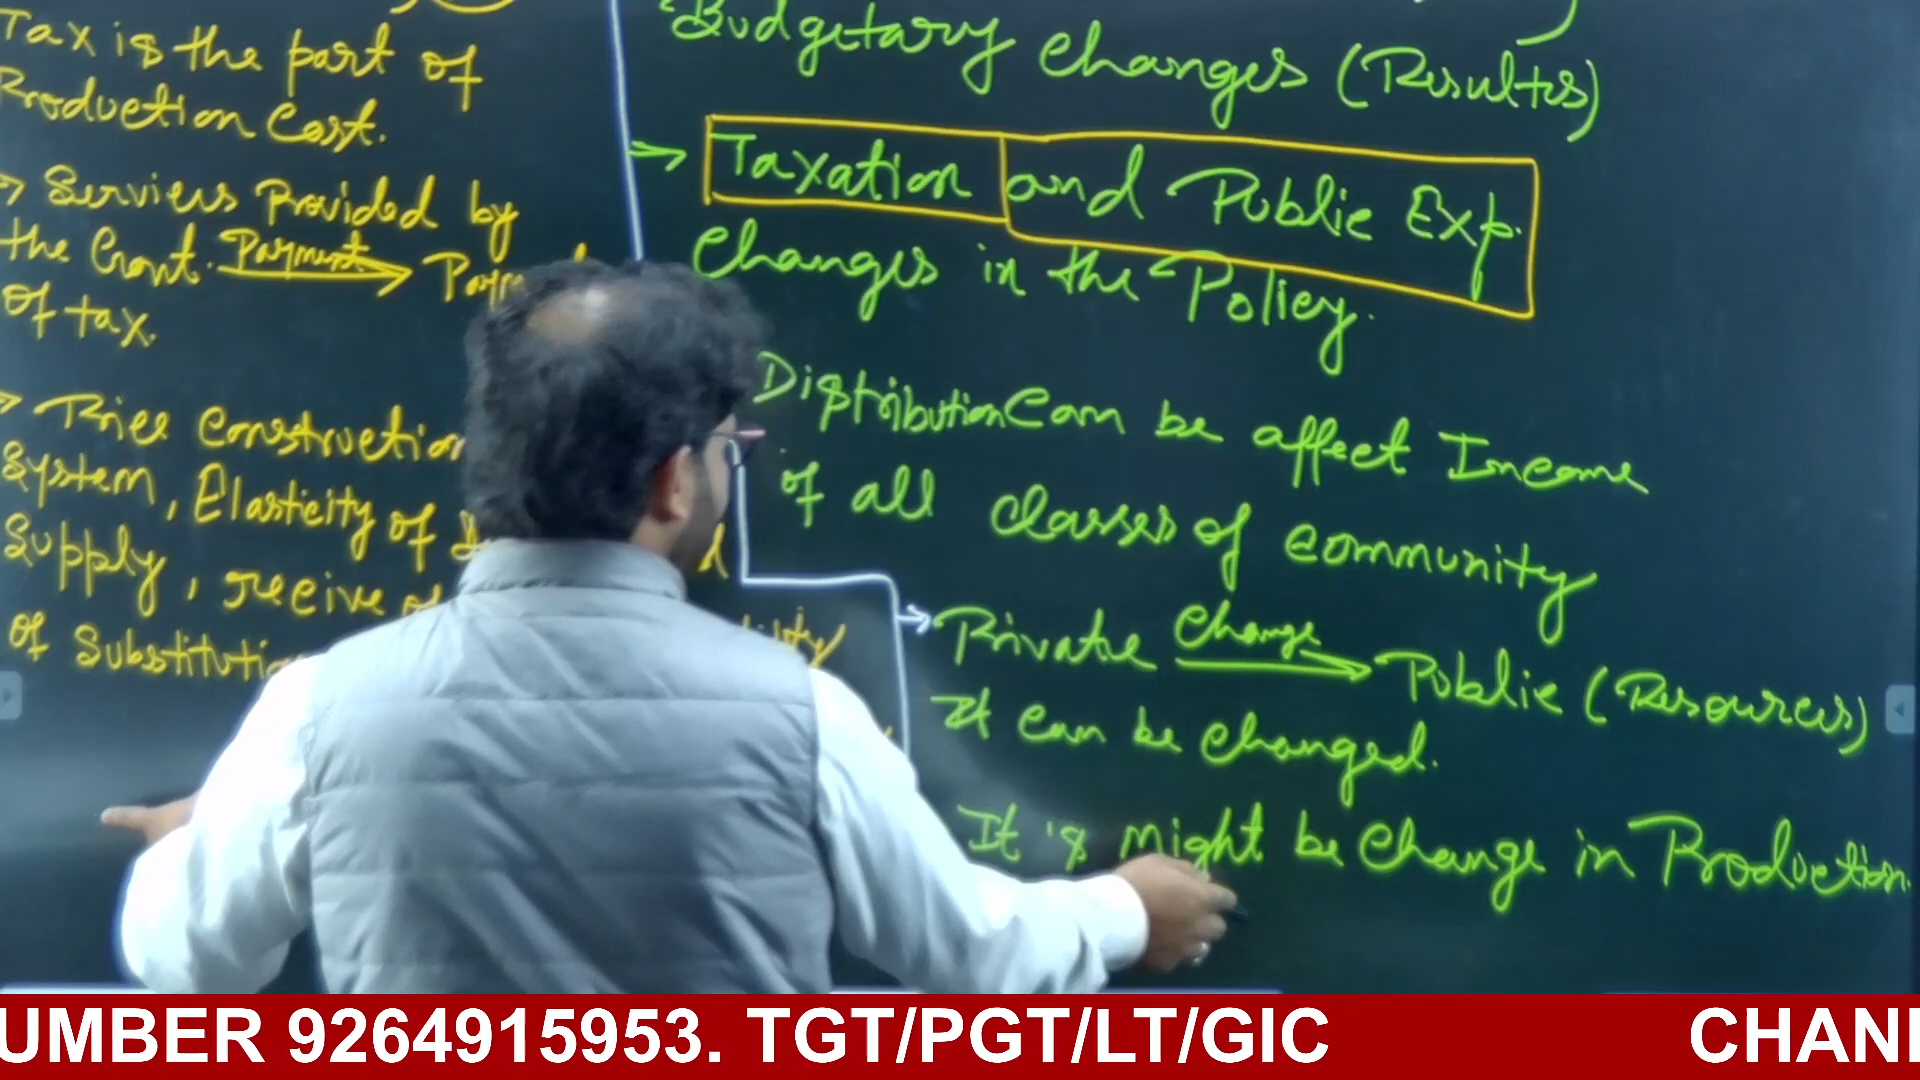 Tax is the part of
Production Cost.
→ Services Provided by
the Govt. Payment →
of tax.
→ Price Construction
System, Elasticity of
Supply, recive
of Substitution
Budgetary changes (Results)
→ Taxation and Public Exp.
changes in the Policy.
Distribution Can be affect Income
of all classes of community
→ Private Change → Public (Resources)
It can be changed.
It is might be change in Production.
UMBER 9264915953. TGT/PGT/LT/GIC CHAN